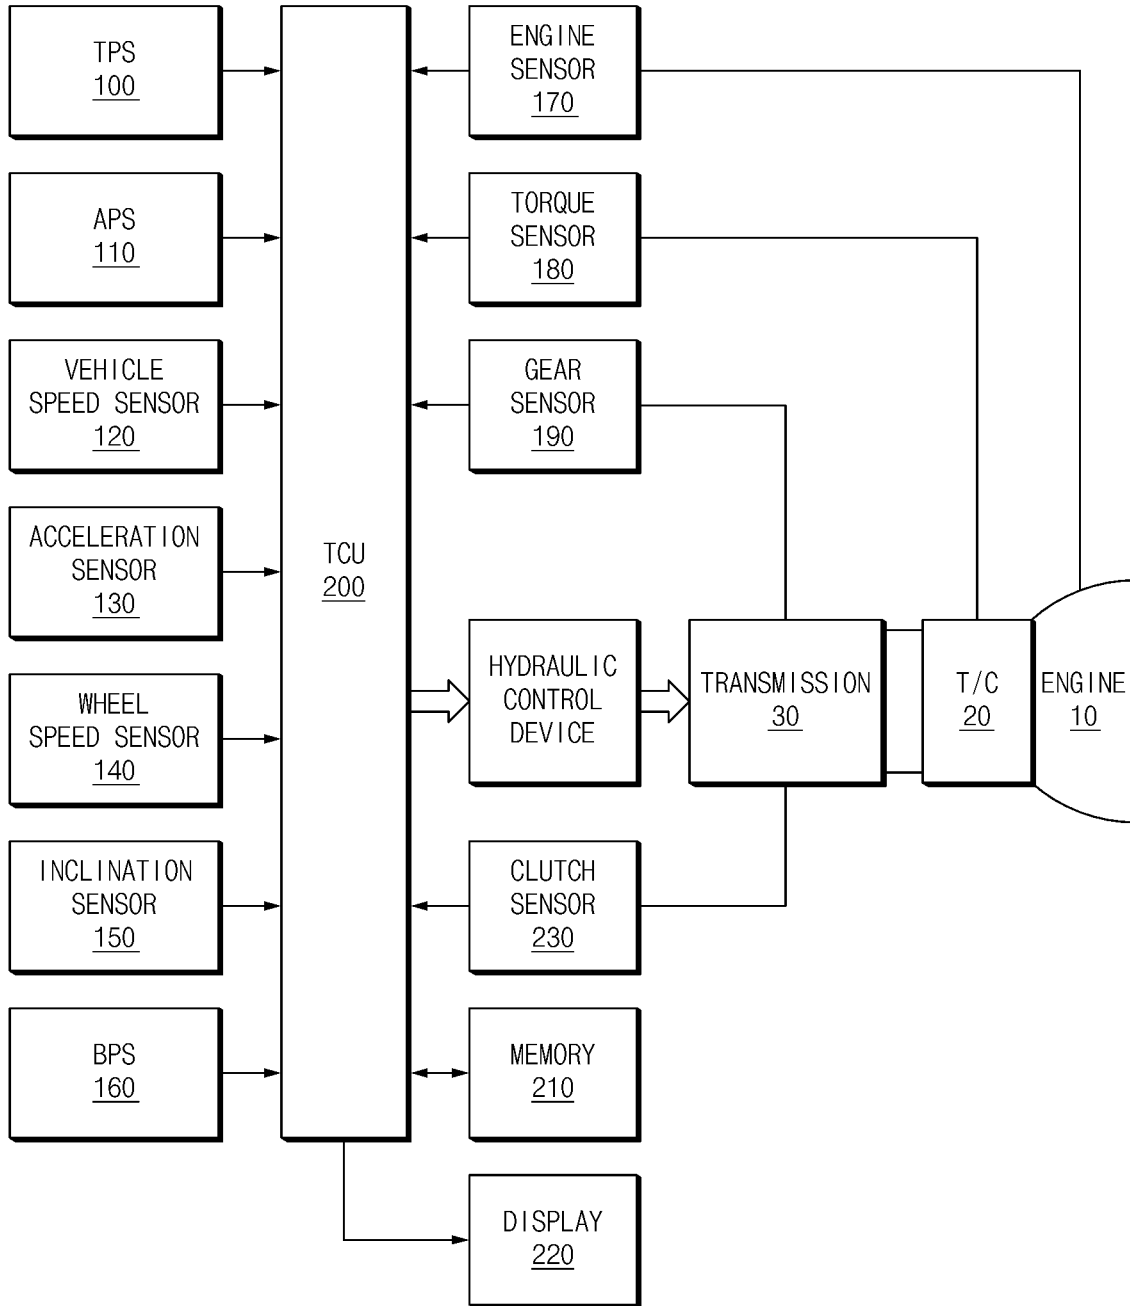 TPS
100
APS
110
VEHICLE
SPEED SENSOR
120
ACCELERATION
SENSOR
130
WHEEL
SPEED SENSOR
140
INCLINATION
SENSOR
150
BPS
160
TCU
200
ENGINE
SENSOR
170
TORQUE
SENSOR
180
GEAR
SENSOR
190
HYDRAULIC
CONTROL
DEVICE
TRANSMISSION
30
T/C
20
ENGINE
10
CLUTCH
SENSOR
230
MEMORY
210
DISPLAY
220